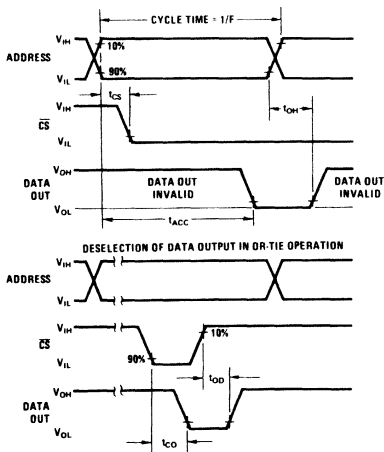 CYCLE TIME = 1/F
ADDRESS
VIH
10%
VIL
90%
tCS
tOH
CS
VIH
VIL
DATA OUT
VOH
DATA OUT INVALID
DATA OUT INVALID
VOL
tACC
DESELECTION OF DATA OUTPUT IN OR-TIE OPERATION
ADDRESS
VIH
VIL
CS
VIH
10%
VIL
90%
tOD
DATA OUT
VOH
VOL
tCO